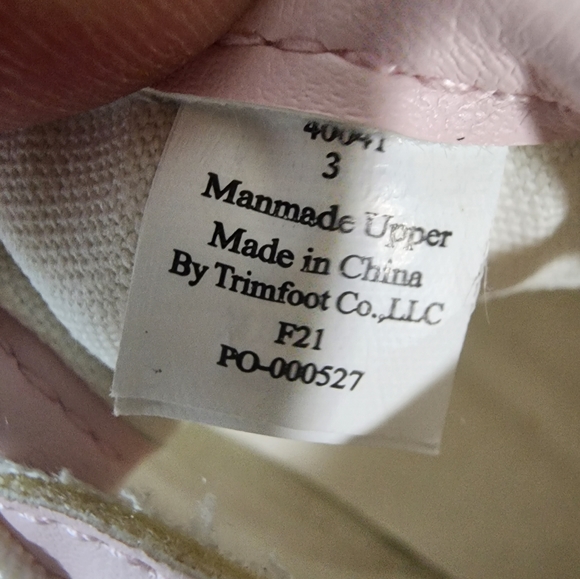 40041
3
Manmade Upper
Made in China
By Trimfoot Co.,LLC
F21
PO-000527